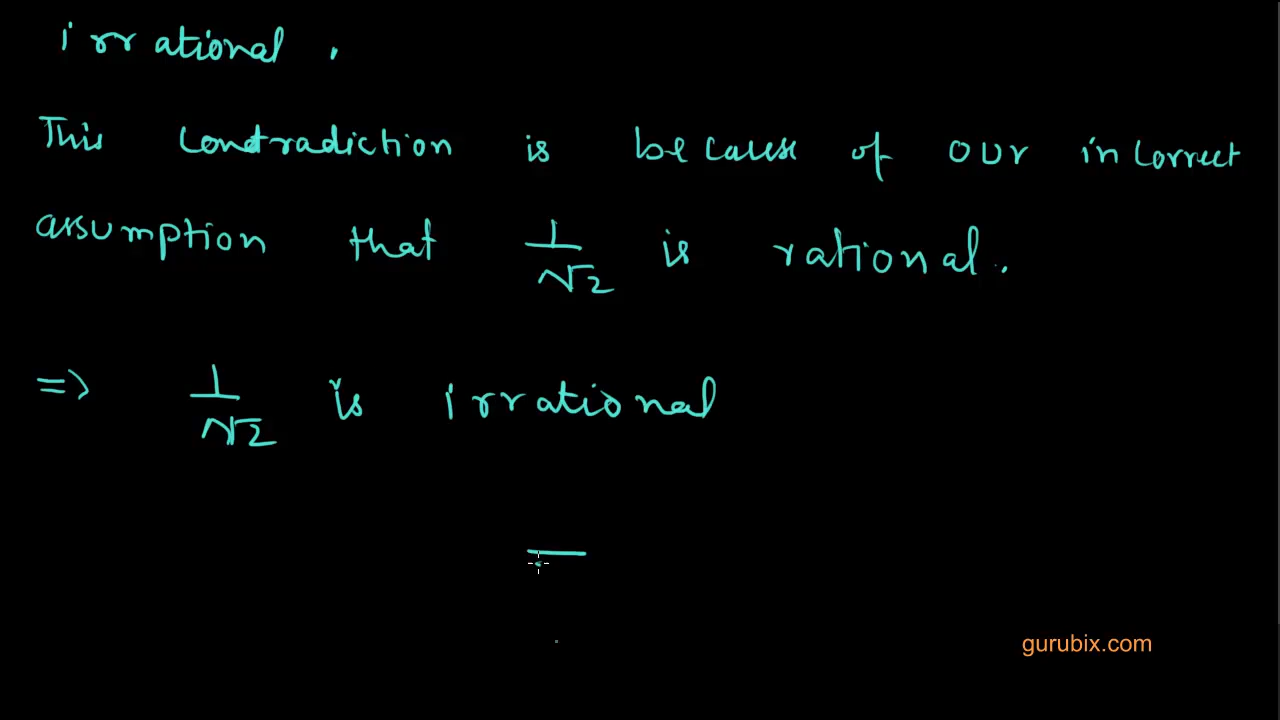 irrational.
This contradiction is because of our incorrect
assumption that 1/√2 is rational.
=> 1/√2 is irrational
gurubix.com